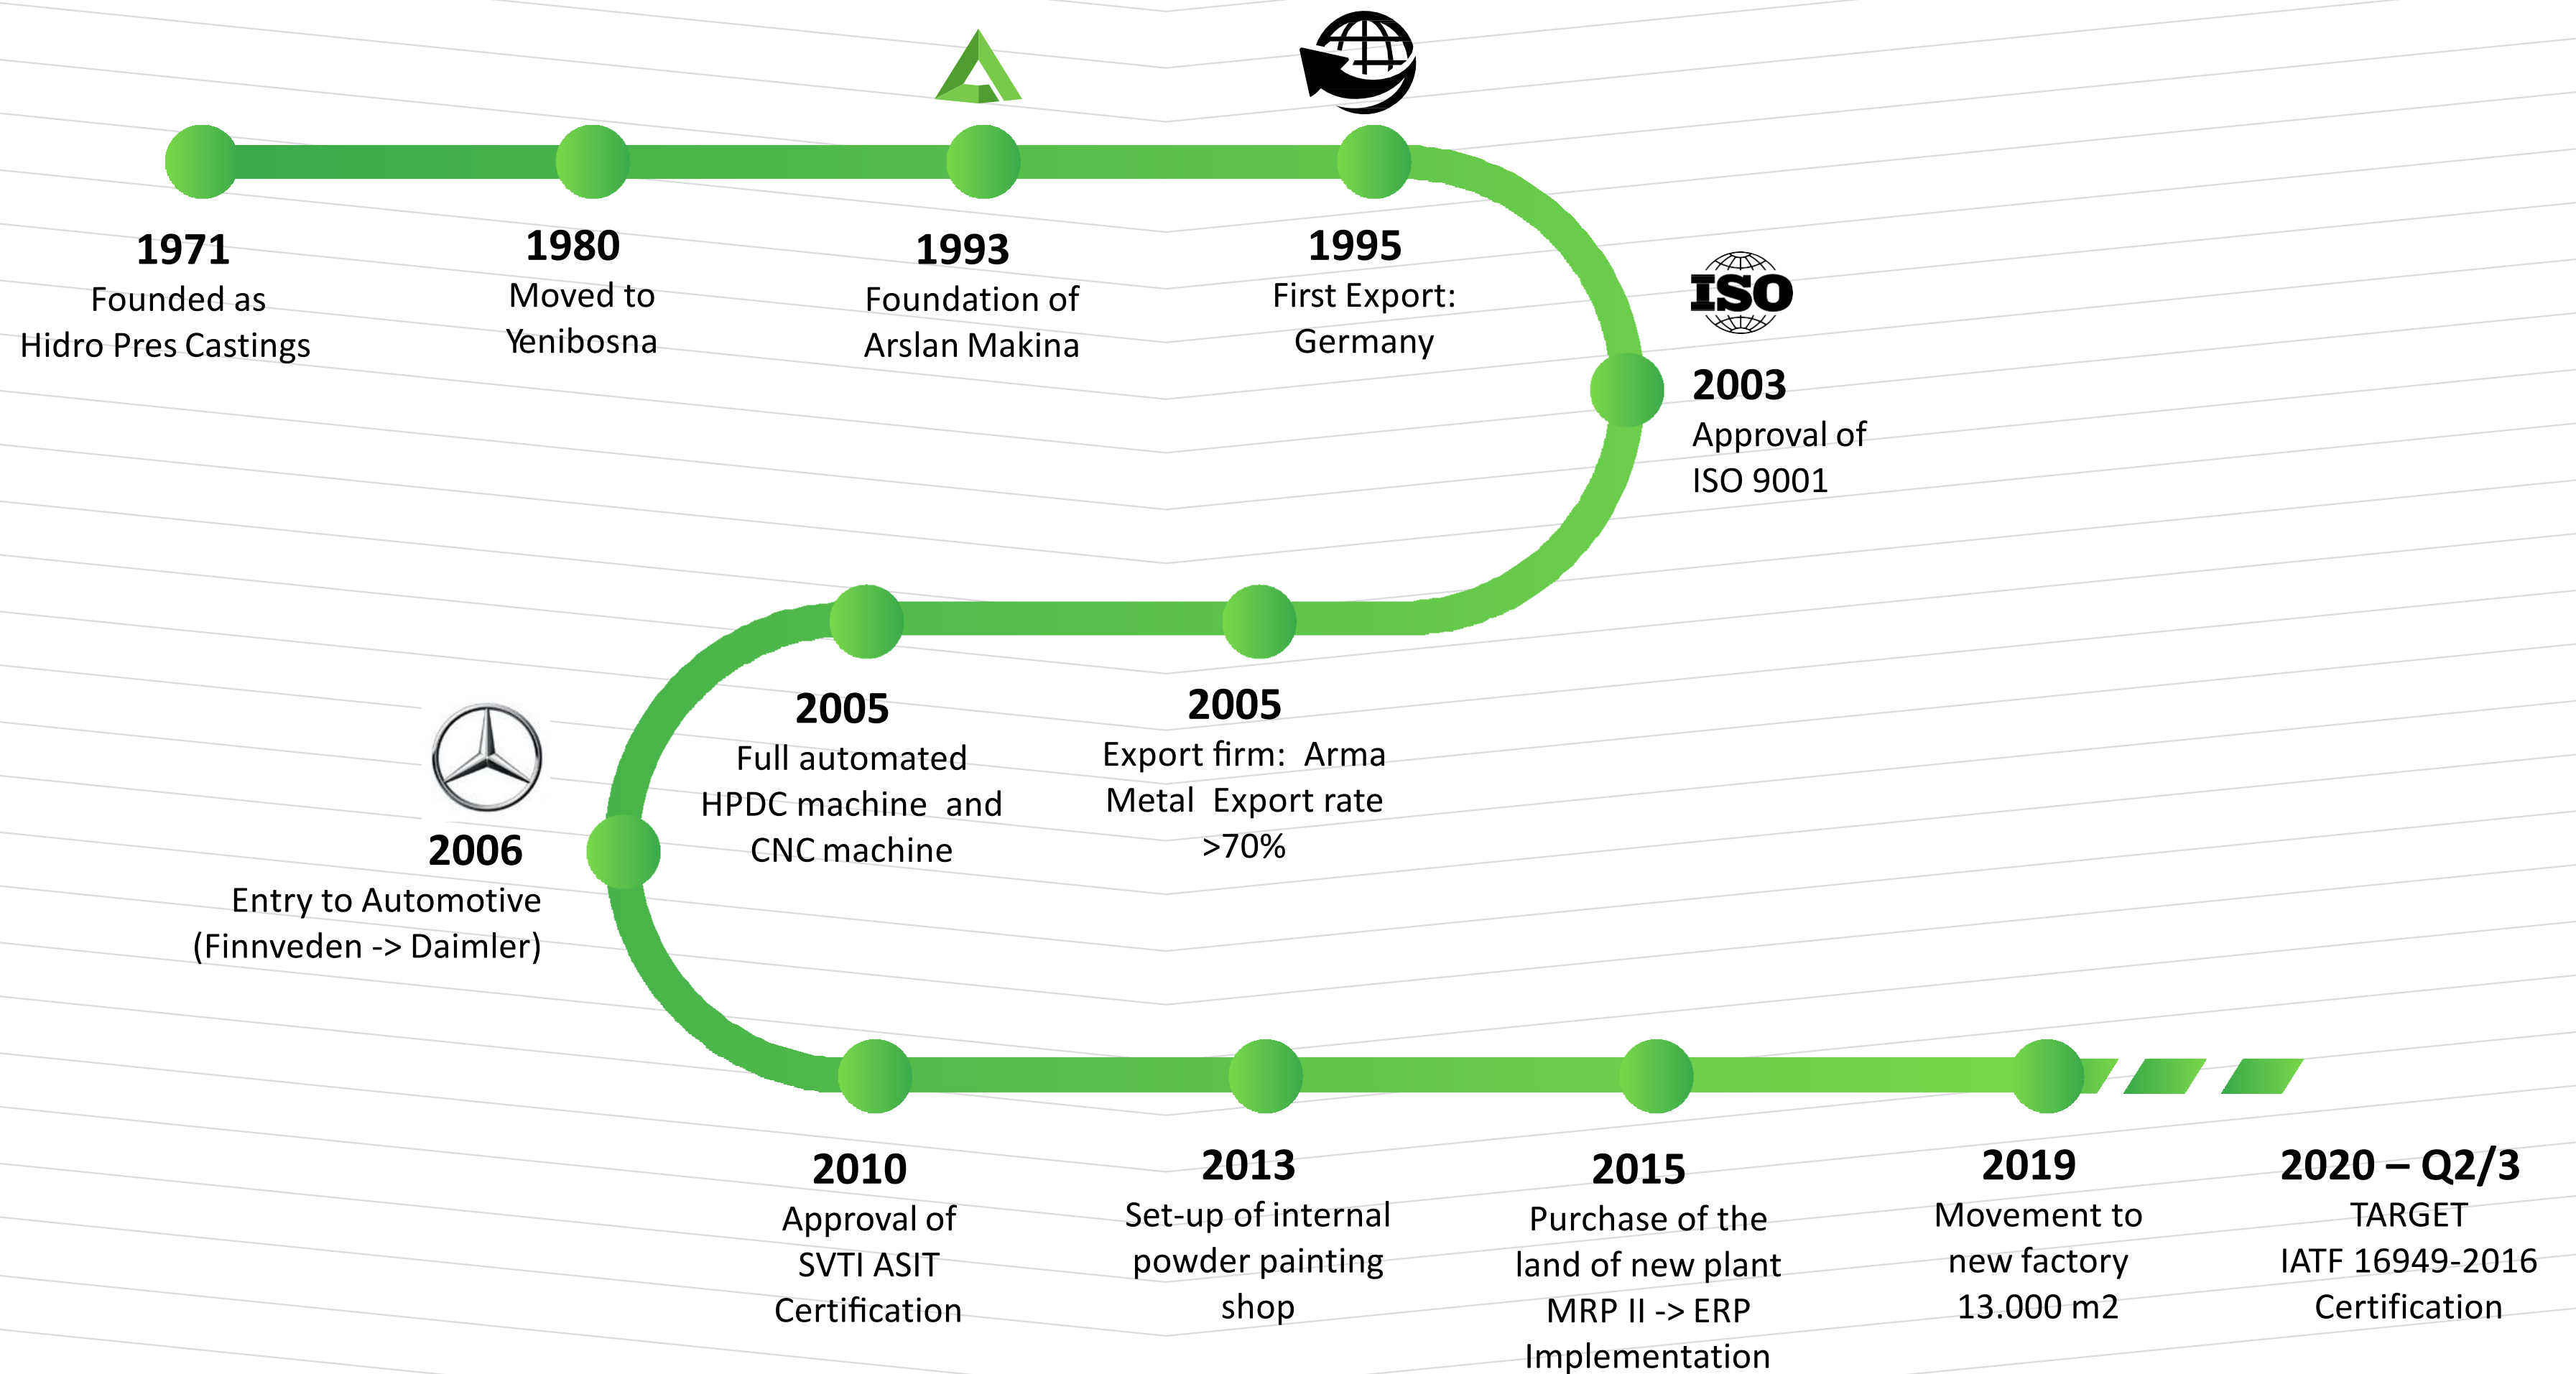 1971
Founded as
Hidro Pres Castings
1980
Moved to
Yenibosna
1993
Foundation of
Arslan Makina
1995
First Export:
Germany
ISO
2003
Approval of
ISO 9001
2005
Export firm:  Arma
Metal  Export rate
>70%
2005
Full automated
HPDC machine  and
CNC machine
2006
Entry to Automotive
(Finnveden -> Daimler)
2010
Approval of
SVTI ASIT
Certification
2013
Set-up of internal
powder painting
shop
2015
Purchase of the
land of new plant
MRP II -> ERP
Implementation
2019
Movement to
new factory
13.000 m2
2020 – Q2/3
TARGET
IATF 16949-2016
Certification